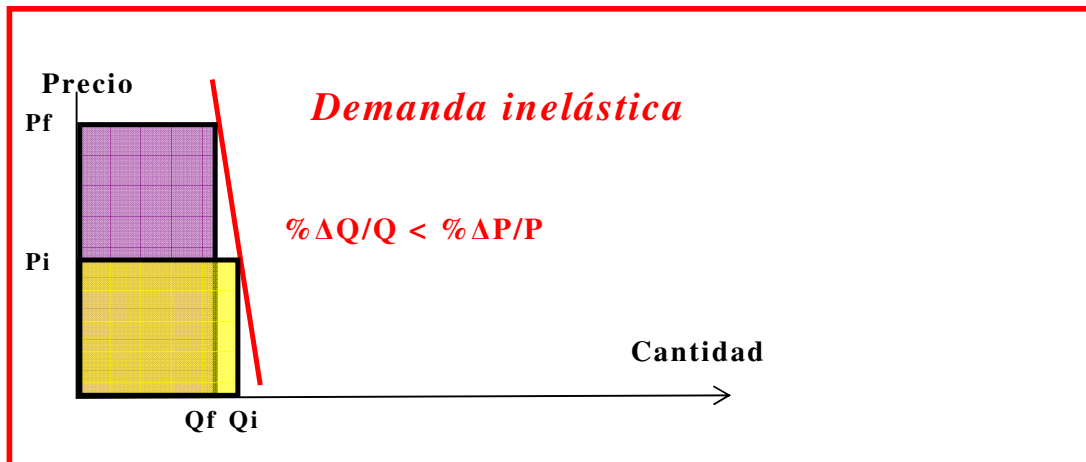 Precio
Demanda inelástica
Pf
%ΔQ/Q < %ΔP/P
Pi
Cantidad
Qf Qi